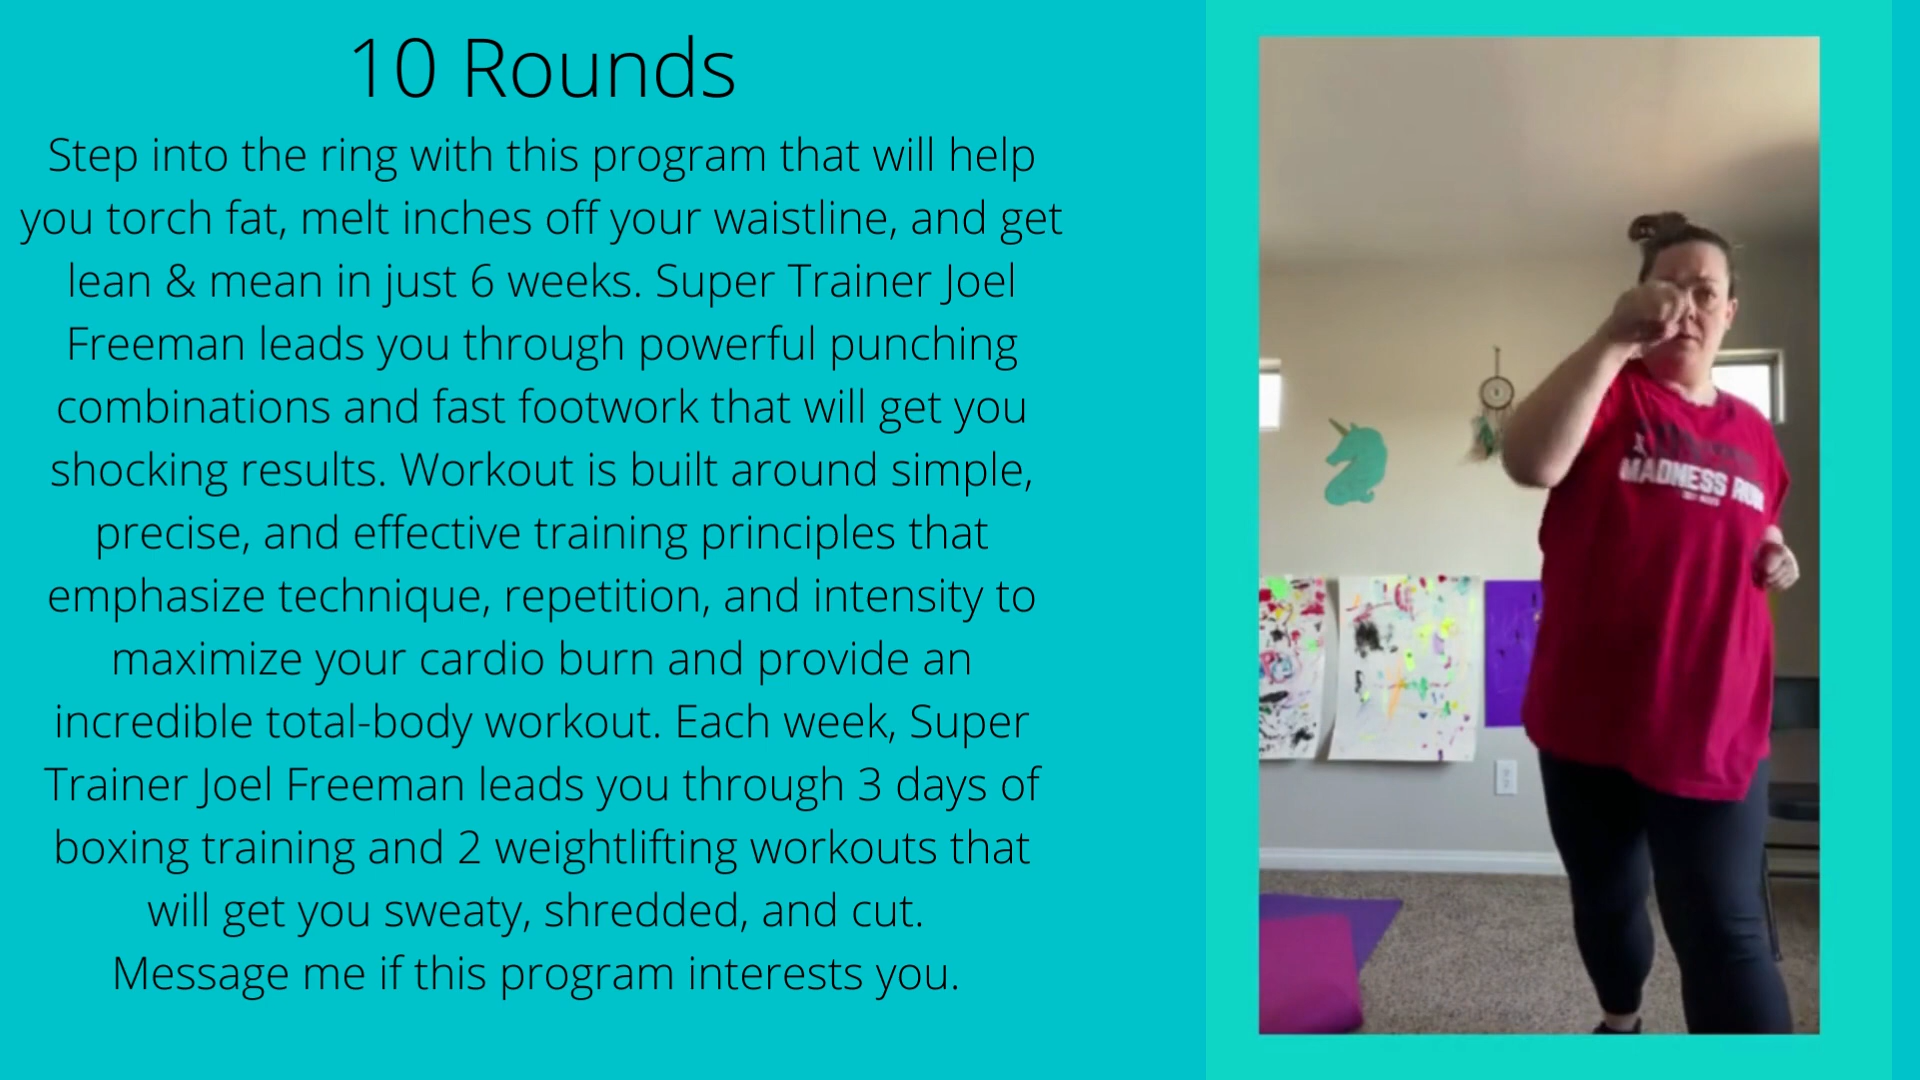 10 Rounds
Step into the ring with this program that will help
you torch fat, melt inches off your waistline, and get
lean & mean in just 6 weeks. Super Trainer Joel
Freeman leads you through powerful punching
combinations and fast footwork that will get you
shocking results. Workout is built around simple,
precise, and effective training principles that
emphasize technique, repetition, and intensity to
maximize your cardio burn and provide an
incredible total-body workout. Each week, Super
Trainer Joel Freeman leads you through 3 days of
boxing training and 2 weightlifting workouts that
will get you sweaty, shredded, and cut.
Message me if this program interests you.
MADNESS RUN